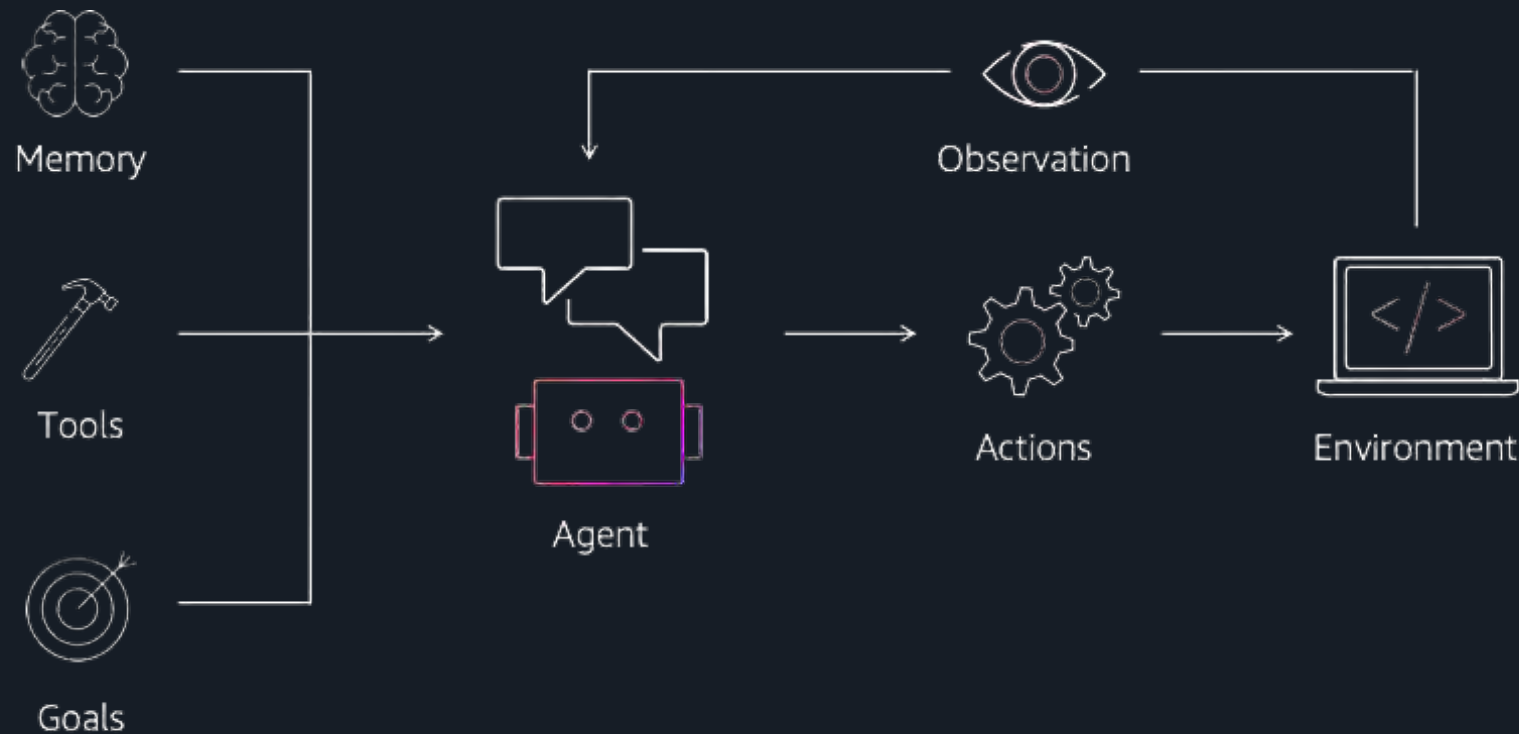 Memory
Observation
Tools
Actions
Environment
Agent
Goals